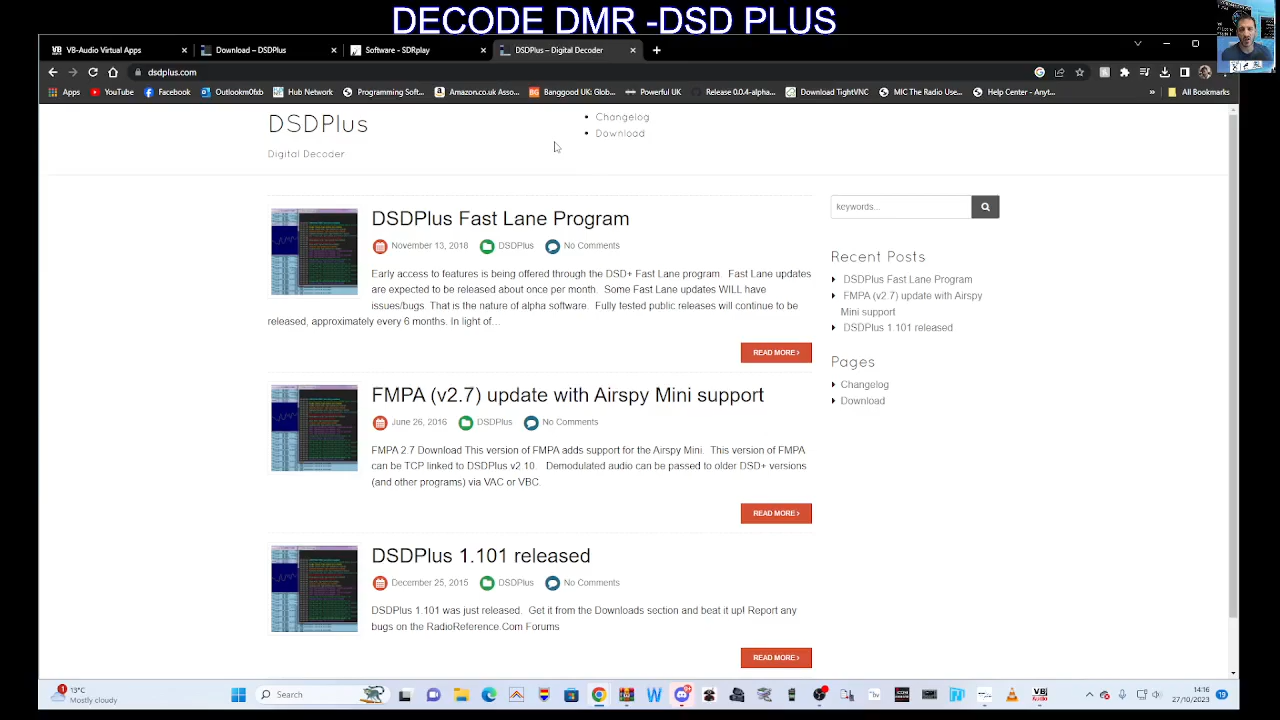 DECODE DMR -DSD PLUS
VB-Audio Virtual Apps
Download – DSDPlus
Software - SDRplay
DSDPlus – Digital Decoder
dsdplus.com
Apps
YouTube
Facebook
Outlookm0tkb
Hub Network
Programming Soft...
Amazon.co.uk Asso...
Banggood UK: Glob...
Powerful UK
Release 0.0.4-alpha...
Download TightVNC
MIC The Radio Use...
Help Center - Anyt...
All Bookmarks
DSDPlus
Digital Decoder
Changelog
Download
DSDPlus Fast Lane Program
November 13, 2016 DSDPlus No Comments
Early access to features is being offered through the DSD+ Fast Lane program. Fast Lane updates
are expected to be released about once per month. Some Fast Lane updates WILL have
issues/bugs. That is the nature of alpha software. Fully tested public releases will continue to be
released, approximately every 6 months. In light of...
READ MORE
FMPA (v2.7) update with Airspy Mini support
June 26, 2016 DSDPlus No Comments
FMPA 2.7 Download This version of FMPA adds support for the Airspy Mini. This version of FMPA
can be TCP linked to DSDPlus v2.10. Demodulated audio can be passed to older DSD+ versions
(and other programs) via VAC or VBC.
READ MORE
DSDPlus 1.101 released
December 25, 2015 DSDPlus No Comments
DSDPlus 1.101 was just released. Get it from the Downloads section and beat it up! Report any
bugs on the RadioReference.Com Forums
READ MORE
keywords...
Recent Posts
DSDPlus Fast Lane Program
FMPA (v2.7) update with Airspy
Mini support
DSDPlus 1.101 released
Pages
Changelog
Download
13°C
Mostly cloudy
Search
14:16
27/10/2023
19